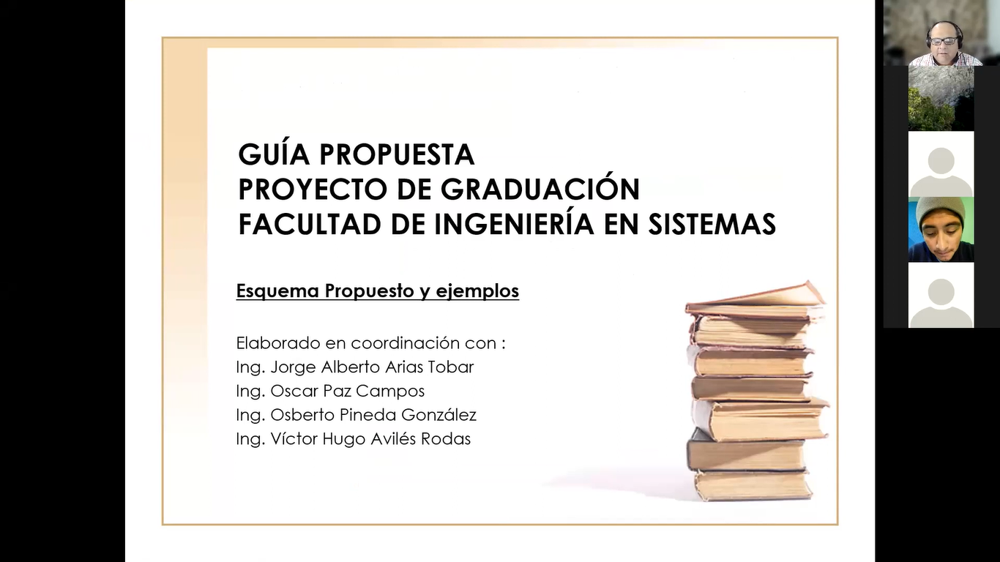 GUÍA PROPUESTA
PROYECTO DE GRADUACIÓN
FACULTAD DE INGENIERÍA EN SISTEMAS
Esquema Propuesto y ejemplos
Elaborado en coordinación con :
Ing. Jorge Alberto Arias Tobar
Ing. Oscar Paz Campos
Ing. Osberto Pineda González
Ing. Víctor Hugo Avilés Rodas